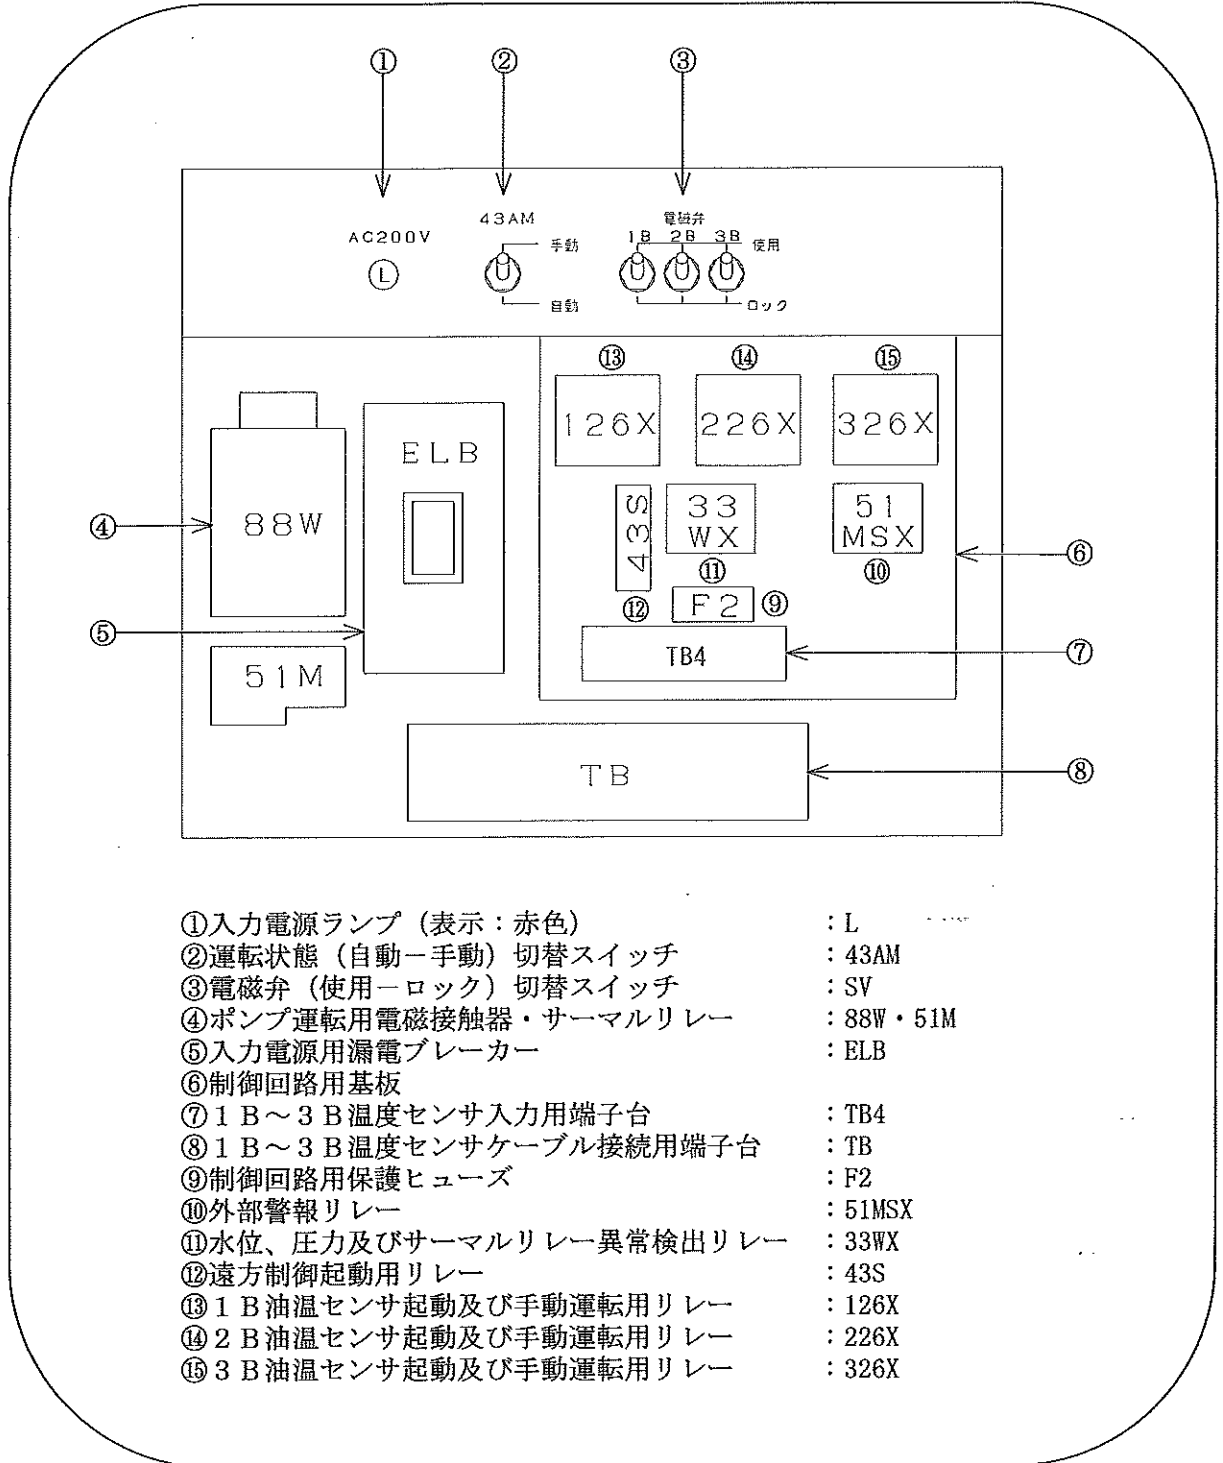 ① ② ③
43AM 電磁弁
AC200V 手動 1B 2B 3B 使用
L
自動 ロック
⑬ ⑭ ⑮
126X 226X 326X
ELB
④ 88W 43S 33 51
WX MSX ⑥
⑪ ⑩
⑫ F2 ⑨
⑤ TB4 ⑦
51M
TB ⑧
①入力電源ランプ(表示:赤色) :L
②運転状態(自動-手動)切替スイッチ :43AM
③電磁弁(使用-ロック)切替スイッチ :SV
④ポンプ運転用電磁接触器・サーマルリレー :88W・51M
⑤入力電源用漏電ブレーカー :ELB
⑥制御回路用基板
⑦1B~3B温度センサ入力用端子台 :TB4
⑧1B~3B温度センサケーブル接続用端子台 :TB
⑨制御回路用保護ヒューズ :F2
⑩外部警報リレー :51MSX
⑪水位、圧力及びサーマルリレー異常検出リレー :33WX
⑫遠方制御起動用リレー :43S
⑬1B油温センサ起動及び手動運転用リレー :126X
⑭2B油温センサ起動及び手動運転用リレー :226X
⑮3B油温センサ起動及び手動運転用リレー :326X